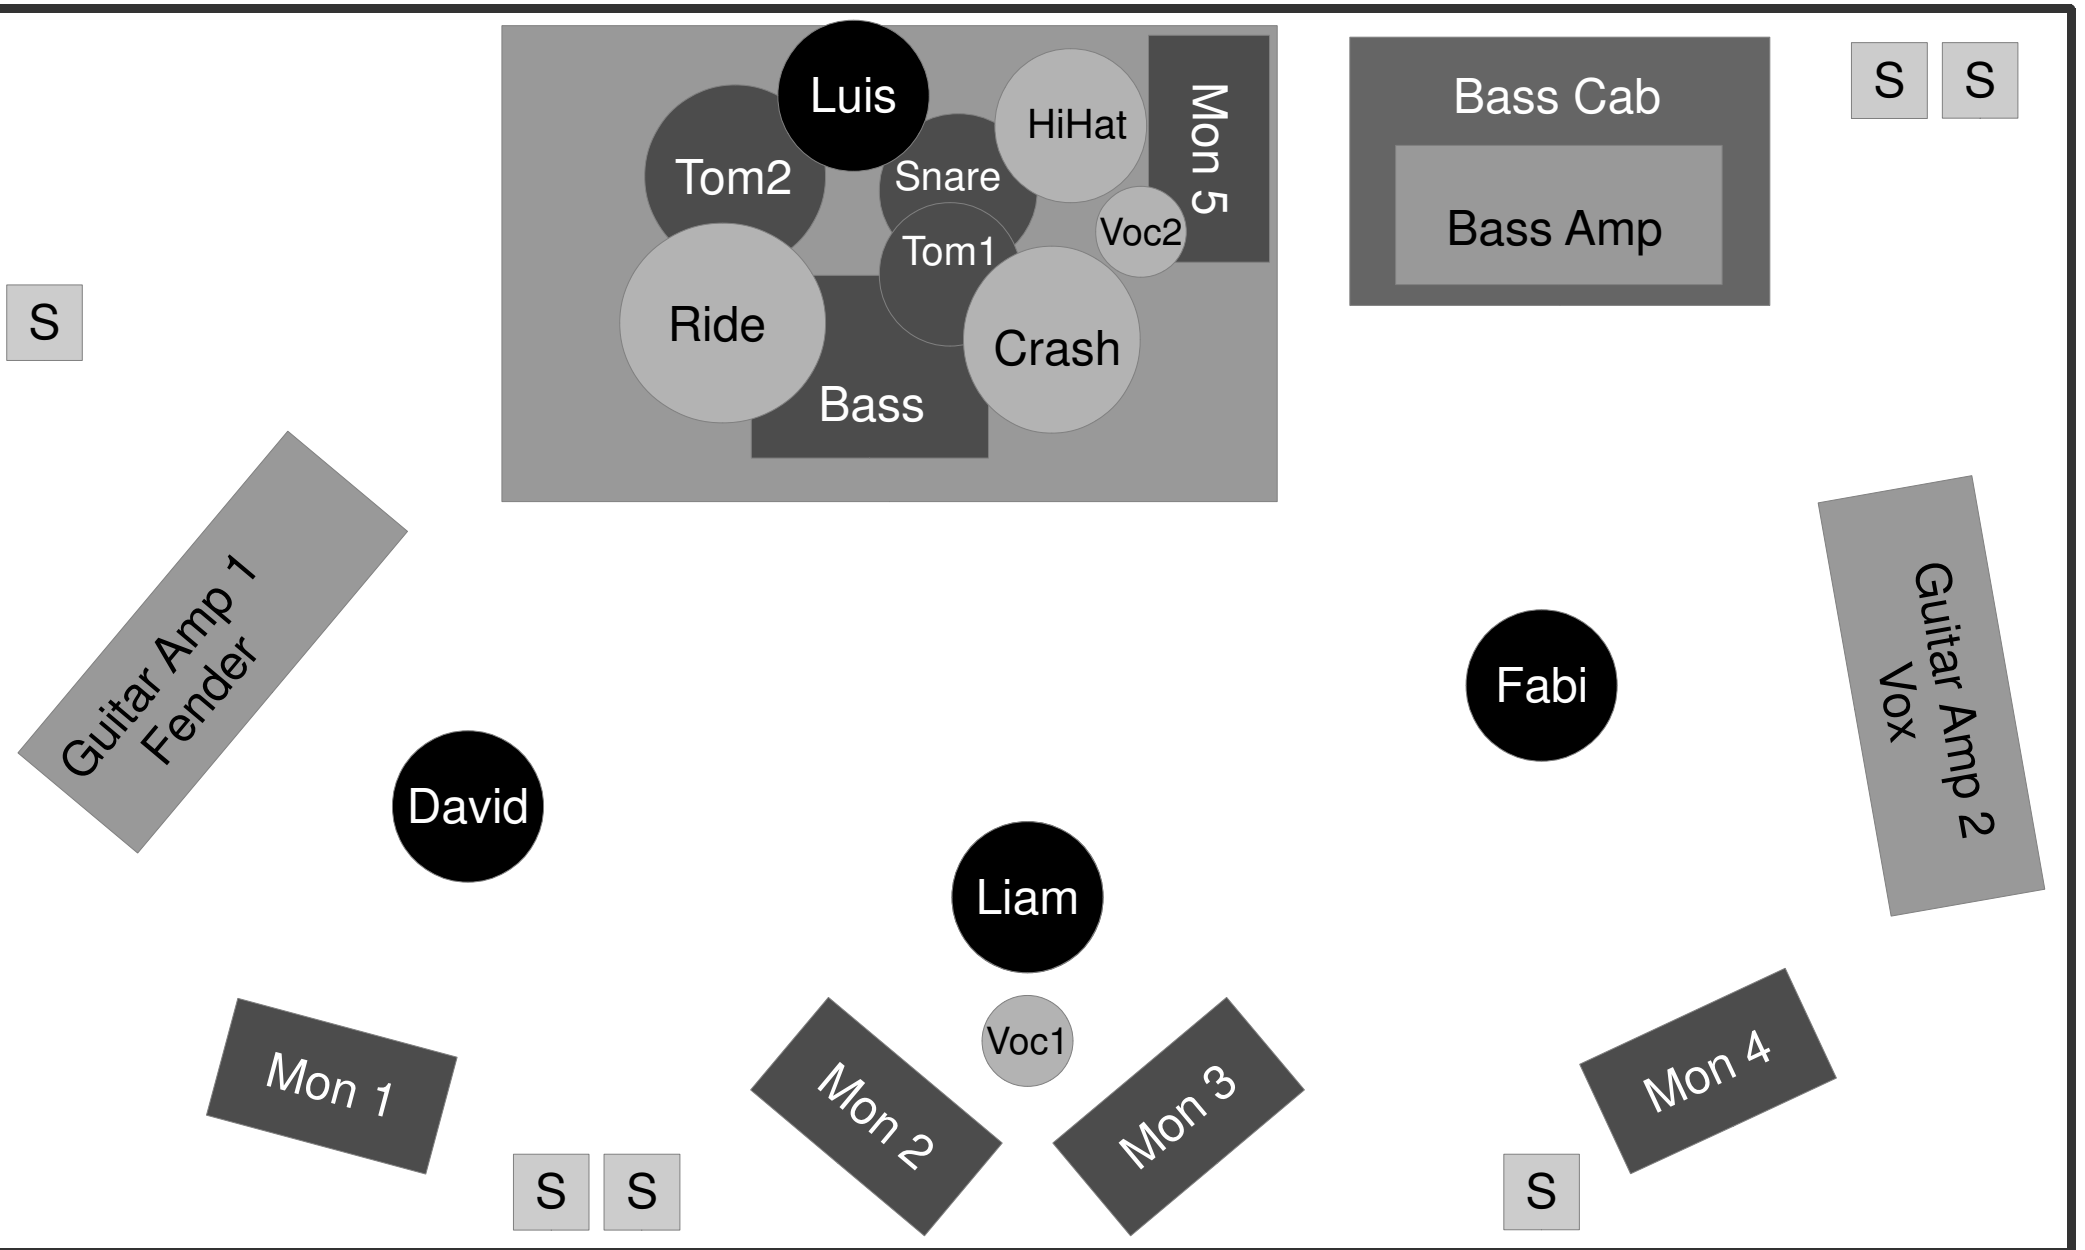 Luis
HiHat
Mon 5
Tom2
Snare
Voc2
Tom1
Ride
Crash
Bass
Bass Cab
Bass Amp
S
S
S
Guitar Amp 1
Fender
David
Liam
Fabi
Guitar Amp 2
Vox
Mon 1
Mon 2
Voc1
Mon 3
Mon 4
S
S
S